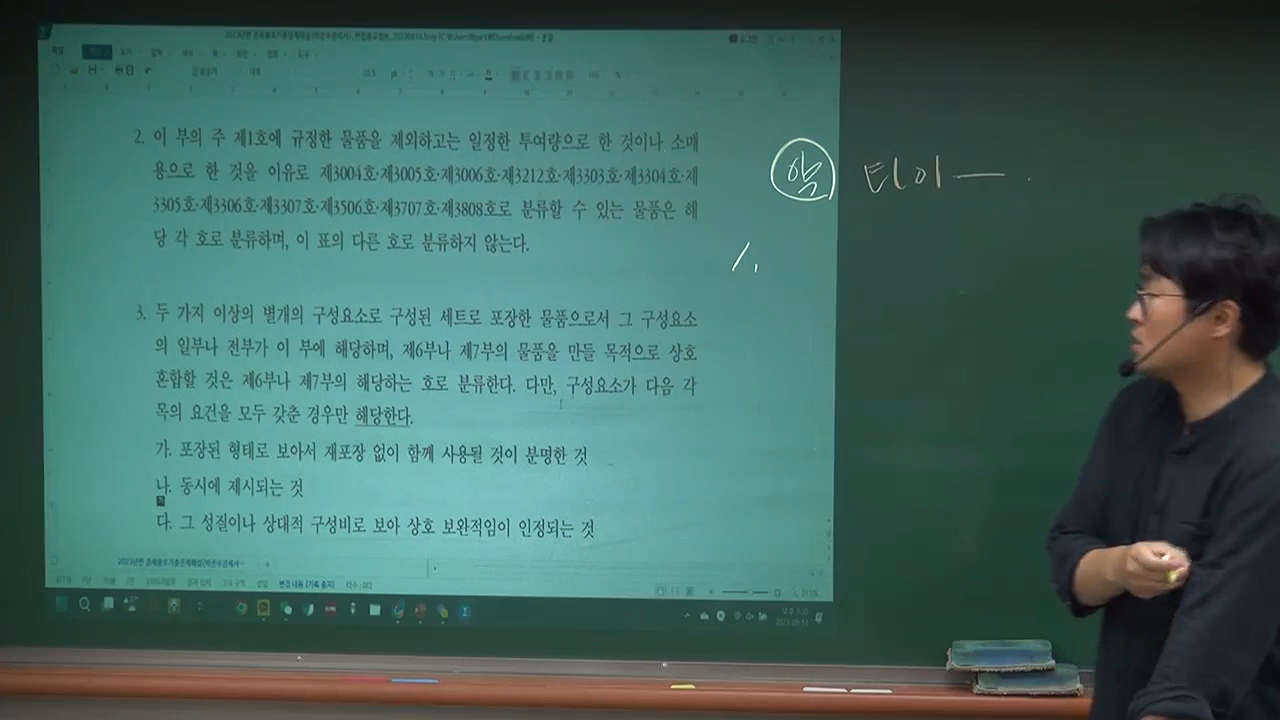 2. 이 부의 주 제1호에 규정한 물품을 제외하고는 일정한 투여량으로 한 것이나 소매
용으로 한 것을 이유로 제3004호·제3005호·제3006호·제3212호·제3303호·제3304호·제
3305호·제3306호·제3307호·제3506호·제3707호·제3808호로 분류할 수 있는 물품은 해
당 각 호로 분류하며, 이 표의 다른 호로 분류하지 않는다.
3. 두 가지 이상의 별개의 구성요소로 구성된 세트로 포장한 물품으로서 그 구성요소
의 일부나 전부가 이 부에 해당하며, 제6부나 제7부의 물품을 만들 목적으로 상호
혼합할 것은 제6부나 제7부의 해당하는 호로 분류한다. 다만, 구성요소가 다음 각
목의 요건을 모두 갖춘 경우만 해당한다.
가. 포장된 형태로 보아서 재포장 없이 함께 사용될 것이 분명한 것
나. 동시에 제시되는 것
다. 그 성질이나 상대적 구성비로 보아 상호 보완적임이 인정되는 것
변경 내용 [기록 중지]